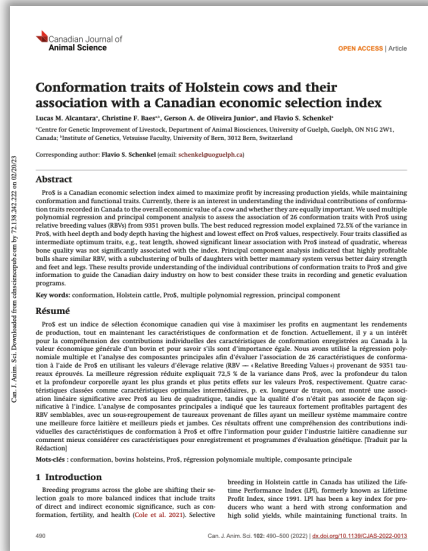 Canadian Journal of
Animal Science
OPEN ACCESS | Article
Conformation traits of Holstein cows and their
association with a Canadian economic selection index
Lucas M. Alcantaraᵃ, Christine F. Baesᵃᵇ, Gerson A. de Oliveira Juniorᵃ, and Flavio S. Schenkelᵃ
ᵃCentre for Genetic Improvement of Livestock, Department of Animal Biosciences, University of Guelph, Guelph, ON N1G 2W1,
Canada; ᵇInstitute of Genetics, Vetsuisse Faculty, University of Bern, 3012 Bern, Switzerland
Corresponding author: Flavio S. Schenkel (email: schenkel@uoguelph.ca)
Abstract
Pro$ is a Canadian economic selection index aimed to maximize profit by increasing production yields, while maintaining
conformation and functional traits. Currently, there is an interest in understanding the individual contributions of conforma-
tion traits recorded in Canada to the overall economic value of a cow and whether they are equally important. We used multiple
polynomial regression and principal component analysis to assess the association of 26 conformation traits with Pro$ using
relative breeding values (RBVs) from 9351 proven bulls. The best reduced regression model explained 72.5% of the variance in
Pro$, with heel depth and body depth having the highest and lowest effect on Pro$ values, respectively. Four traits classified as
intermediate optimum traits, e.g., teat length, showed significant linear association with Pro$ instead of quadratic, whereas
bone quality was not significantly associated with the index. Principal component analysis indicated that highly profitable
bulls share similar RBV, with a subclustering of bulls of daughters with better mammary system versus better dairy strength
and feet and legs. These results provide understanding of the individual contributions of conformation traits to Pro$ and give
information to guide the Canadian dairy industry on how to best consider these traits in recording and genetic evaluation
programs.
Key words: conformation, Holstein cattle, Pro$, multiple polynomial regression, principal component
Résumé
Pro$ est un indice de sélection économique canadien qui vise à maximiser les profits en augmentant les rendements
de production, tout en maintenant les caractéristiques de conformation et de fonction. Actuellement, il y a un intérêt
pour la compréhension des contributions individuelles des caractéristiques de conformation enregistrées au Canada à la
valeur économique générale d'un bovin et pour savoir s'ils sont d'importance égale. Nous avons utilisé la régression poly-
nomiale multiple et l'analyse des composantes principales afin d'évaluer l'association de 26 caractéristiques de conforma-
tion à l'aide de Pro$ en utilisant les valeurs d'élevage relative (RBV — « Relative Breeding Values ») provenant de 9351 tau-
reaux éprouvés. La meilleure régression réduite expliquait 72,5 % de la variance dans Pro$, avec la profondeur du talon
et la profondeur corporelle ayant les plus grands et plus petits effets sur les valeurs Pro$, respectivement. Quatre carac-
téristiques classées comme caractéristiques optimales intermédiaires, p. ex. longueur de trayon, ont montré une associ-
ation linéaire significative avec Pro$ au lieu de quadratique, tandis que la qualité d'os n'était pas associée de façon sig-
nificative à l'indice. L'analyse de composantes principales a indiqué que les taureaux fortement profitables partagent des
RBV semblables, avec un sous-regroupement de taureaux provenant de filles ayant un meilleur système mammaire contre
une meilleure force laitière et meilleurs pieds et jambes. Ces résultats offrent une compréhension des contributions indi-
viduelles des caractéristiques de conformation à Pro$ et offre l'information pour guider l'industrie laitière canadienne sur
comment mieux considérer ces caractéristiques pour enregistrement et programmes d'évaluation génétique. [Traduit par la
Rédaction]
Mots-clés : conformation, bovins holsteins, Pro$, régression polynomiale multiple, composante principale
1 Introduction
Breeding programs across the globe are shifting their se-
lection goals to more balanced indices that include traits
of direct and indirect economic significance, such as con-
formation, fertility, and health (Cole et al. 2021). Selective
breeding in Holstein cattle in Canada has utilized the Life-
time Performance Index (LPI), formerly known as Lifetime
Profit Index, since 1991. LPI has been a key index for pro-
ducers who want a herd with strong conformation and
high solid yields, while maintaining functional traits. In
490
Can. J. Anim. Sci. 102: 490–500 (2022) | dx.doi.org/10.1139/CJAS-2022-0013
Can. J. Anim. Sci. Downloaded from cdnsciencepub.com by 72.138.242.222 on 02/20/23